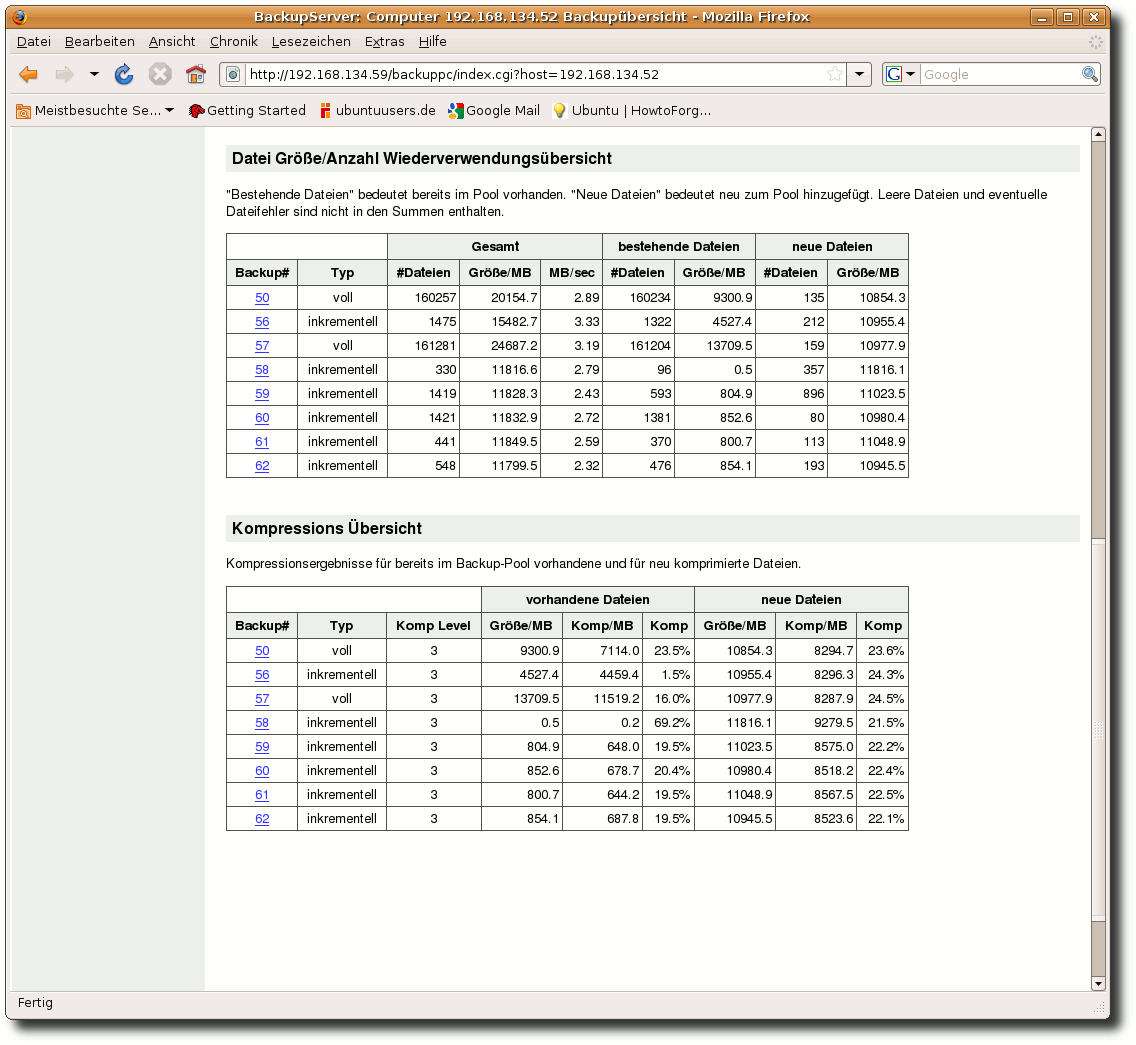 BackupServer: Computer 192.168.134.52 Backupübersicht - Mozilla Firefox
Datei Bearbeiten Ansicht Chronik Lesezeichen Extras Hilfe
http://192.168.134.59/backuppc/index.cgi?host=192.168.134.52 G Google
Meistbesuchte Se... Getting Started ubuntuusers.de Google Mail Ubuntu | HowtoForg...
Datei Größe/Anzahl Wiederverwendungsübersicht
"Bestehende Dateien" bedeutet bereits im Pool vorhanden. "Neue Dateien" bedeutet neu zum Pool hinzugefügt. Leere Dateien und eventuelle
Dateifehler sind nicht in den Summen enthalten.
Gesamt bestehende Dateien neue Dateien
Backup# Typ #Dateien Größe/MB MB/sec #Dateien Größe/MB #Dateien Größe/MB
50 voll 160257 20154.7 2.89 160234 9300.9 135 10854.3
56 inkrementell 1475 15482.7 3.33 1322 4527.4 212 10955.4
57 voll 161281 24687.2 3.19 161204 13709.5 159 10977.9
58 inkrementell 330 11816.6 2.79 96 0.5 357 11816.1
59 inkrementell 1419 11828.3 2.43 593 804.9 896 11023.5
60 inkrementell 1421 11832.9 2.72 1381 852.6 80 10980.4
61 inkrementell 441 11849.5 2.59 370 800.7 113 11048.9
62 inkrementell 548 11799.5 2.32 476 854.1 193 10945.5
Kompressions Übersicht
Kompressionsergebnisse für bereits im Backup-Pool vorhandene und für neu komprimierte Dateien.
vorhandene Dateien neue Dateien
Backup# Typ Komp Level Größe/MB Komp/MB Komp Größe/MB Komp/MB Komp
50 voll 3 9300.9 7114.0 23.5% 10854.3 8294.7 23.6%
56 inkrementell 3 4527.4 4459.4 1.5% 10955.4 8296.3 24.3%
57 voll 3 13709.5 11519.2 16.0% 10977.9 8287.9 24.5%
58 inkrementell 3 0.5 0.2 69.2% 11816.1 9279.5 21.5%
59 inkrementell 3 804.9 648.0 19.5% 11023.5 8575.0 22.2%
60 inkrementell 3 852.6 678.7 20.4% 10980.4 8518.2 22.4%
61 inkrementell 3 800.7 644.2 19.5% 11048.9 8567.5 22.5%
62 inkrementell 3 854.1 687.8 19.5% 10945.5 8523.6 22.1%
Fertig